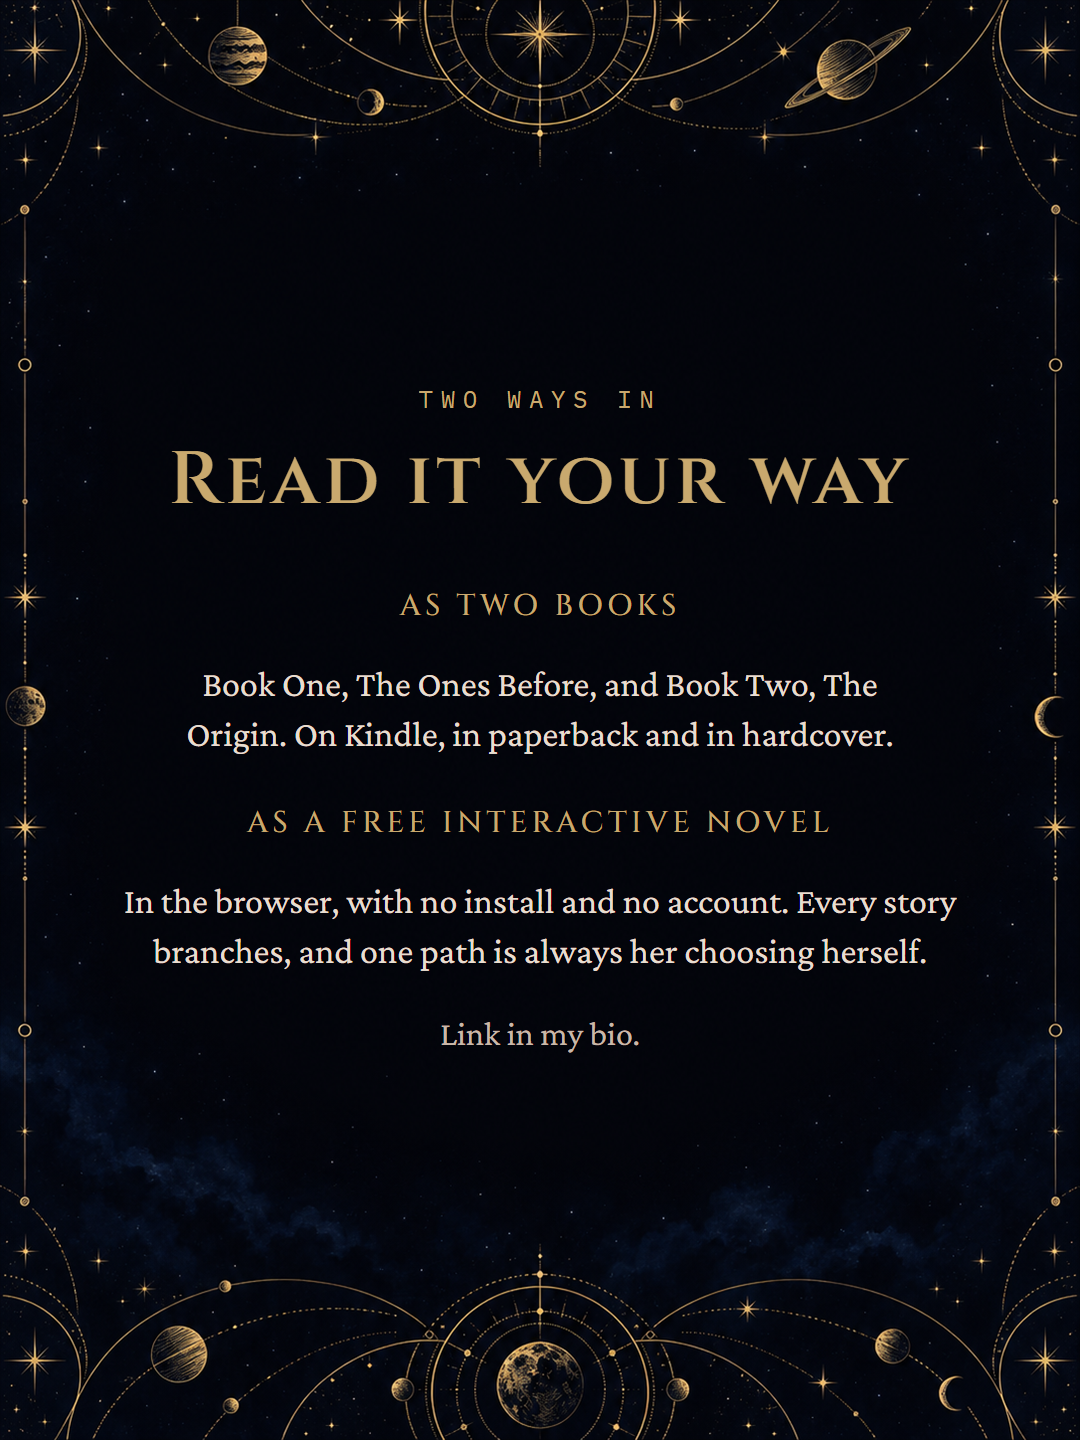 TWO WAYS IN
READ IT YOUR WAY
AS TWO BOOKS
Book One, The Ones Before, and Book Two, The
Origin. On Kindle, in paperback and in hardcover.
AS A FREE INTERACTIVE NOVEL
In the browser, with no install and no account. Every story
branches, and one path is always her choosing herself.
Link in my bio.